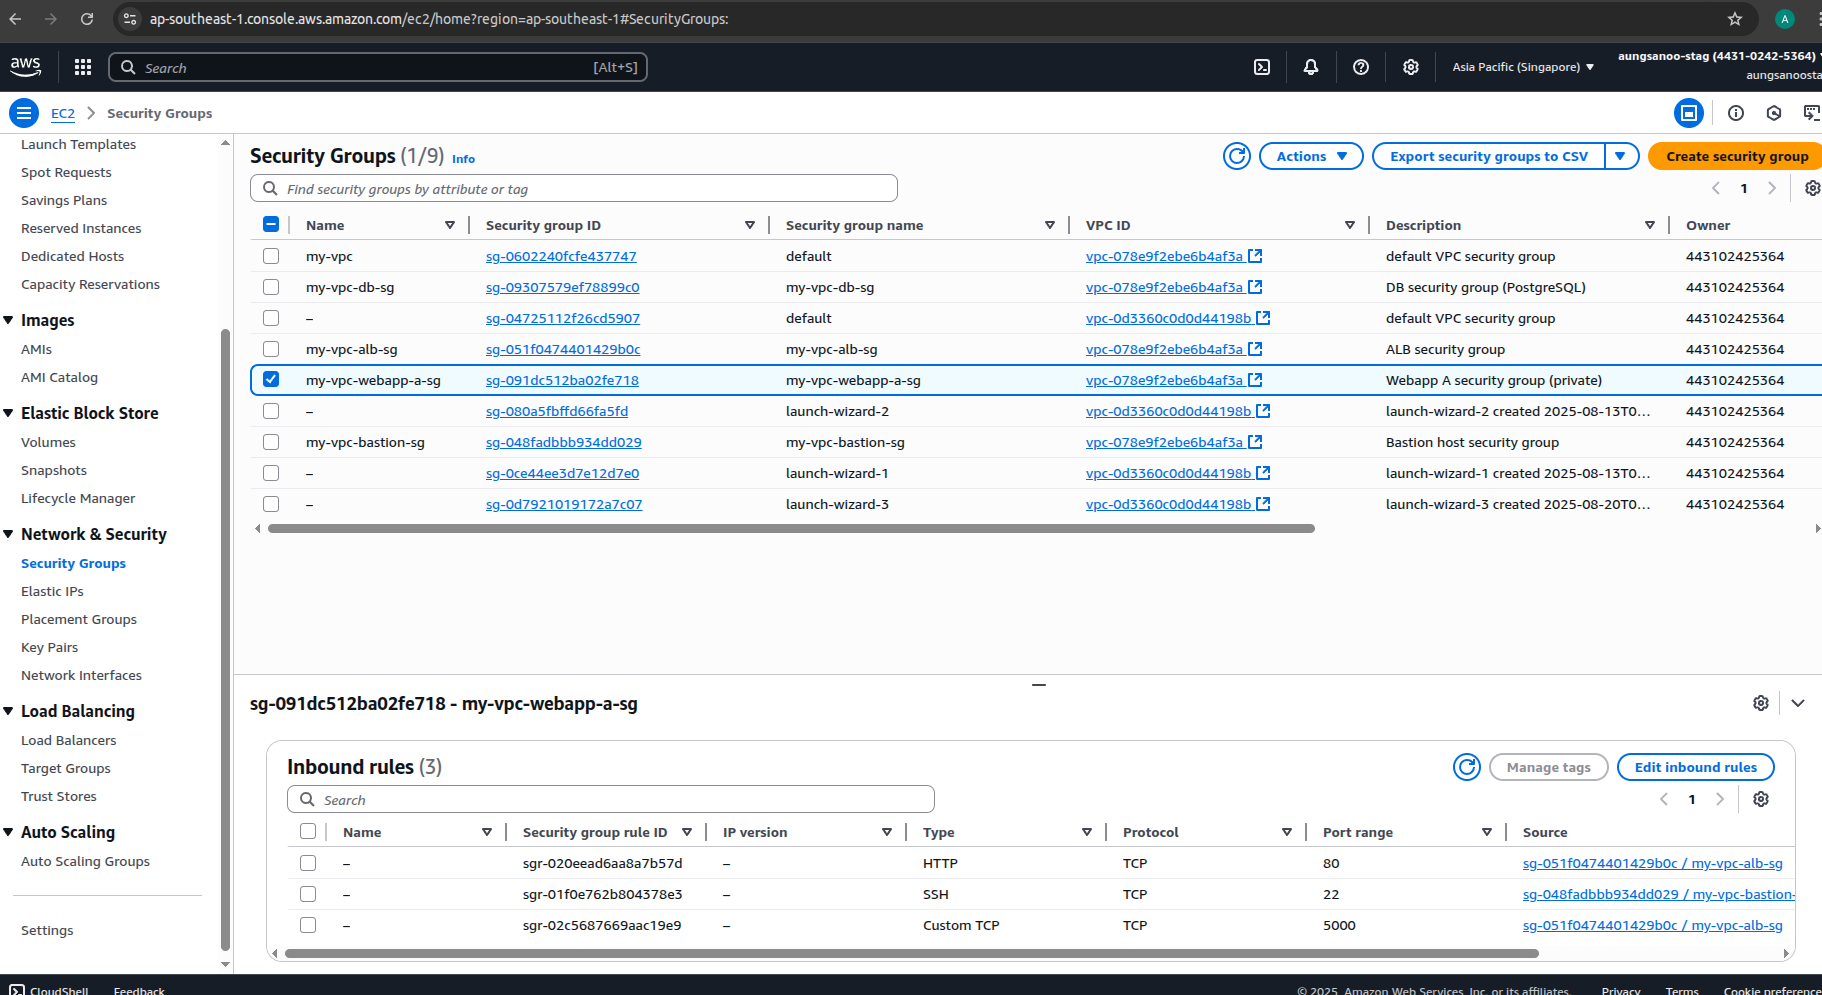 ap-southeast-1.console.aws.amazon.com/ec2/home?region=ap-southeast-1#SecurityGroups:
A
aws
Search [Alt+S]
Asia Pacific (Singapore)
aungsanoo-stag (4431-0242-5364)
EC2 > Security Groups
Launch Templates
Spot Requests
Savings Plans
Reserved Instances
Dedicated Hosts
Capacity Reservations
Images
AMIs
AMI Catalog
Elastic Block Store
Volumes
Snapshots
Lifecycle Manager
Network & Security
Security Groups
Elastic IPs
Placement Groups
Key Pairs
Network Interfaces
Load Balancing
Load Balancers
Target Groups
Trust Stores
Auto Scaling
Auto Scaling Groups
Settings
Security Groups (1/9) Info
Actions
Export security groups to CSV
Create security group
Find security groups by attribute or tag
1
Name Security group ID Security group name VPC ID Description Owner
my-vpc sg-0602240fcfe437747 default vpc-078e9f2ebe6b4af3a default VPC security group 443102425364
my-vpc-db-sg sg-09307579ef78899c0 my-vpc-db-sg vpc-078e9f2ebe6b4af3a DB security group (PostgreSQL) 443102425364
– sg-04725112f26cd5907 default vpc-0d3360c0d0d44198b default VPC security group 443102425364
my-vpc-alb-sg sg-051f0474401429b0c my-vpc-alb-sg vpc-078e9f2ebe6b4af3a ALB security group 443102425364
my-vpc-webapp-a-sg sg-091dc512ba02fe718 my-vpc-webapp-a-sg vpc-078e9f2ebe6b4af3a Webapp A security group (private) 443102425364
– sg-080a5fbffd66fa5fd launch-wizard-2 vpc-0d3360c0d0d44198b launch-wizard-2 created 2025-08-13T0... 443102425364
my-vpc-bastion-sg sg-048fadbbb934dd029 my-vpc-bastion-sg vpc-078e9f2ebe6b4af3a Bastion host security group 443102425364
– sg-0ce44ee3d7e12d7e0 launch-wizard-1 vpc-0d3360c0d0d44198b launch-wizard-1 created 2025-08-13T0... 443102425364
– sg-0d7921019172a7c07 launch-wizard-3 vpc-0d3360c0d0d44198b launch-wizard-3 created 2025-08-20T0... 443102425364
sg-091dc512ba02fe718 - my-vpc-webapp-a-sg
Inbound rules (3)
Manage tags
Edit inbound rules
Search
1
Name Security group rule ID IP version Type Protocol Port range Source
– sgr-020eead6aa8a7b57d – HTTP TCP 80 sg-051f0474401429b0c / my-vpc-alb-sg
– sgr-01f0e762b804378e3 – SSH TCP 22 sg-048fadbbb934dd029 / my-vpc-bastion-
– sgr-02c5687669aac19e9 – Custom TCP TCP 5000 sg-051f0474401429b0c / my-vpc-alb-sg
CloudShell Feedback
© 2025, Amazon Web Services, Inc. or its affiliates. Privacy Terms Cookie preference